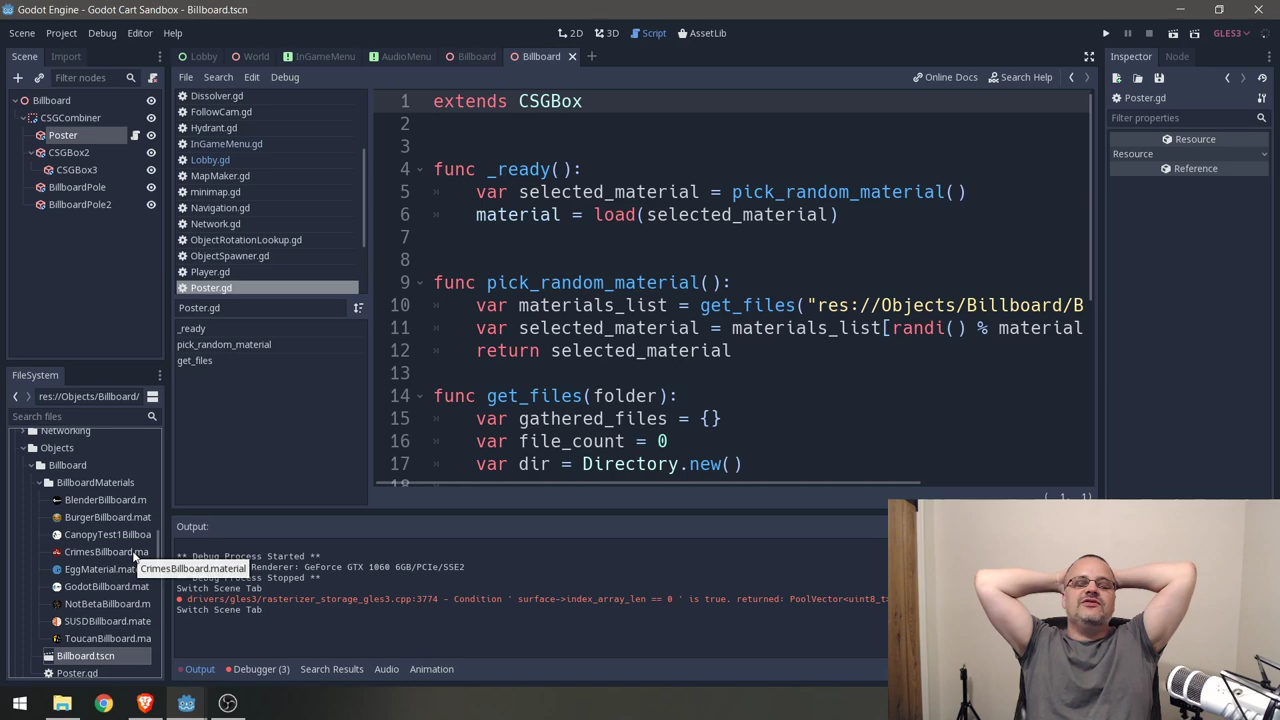 Godot Engine - Godot Cart Sandbox - Billboard.tscn
Scene Project Debug Editor Help
2D 3D Script AssetLib
GLES3
Scene Import
Lobby World InGameMenu AudioMenu Billboard Billboard
Inspector Node
Filter nodes
File Search Edit Debug
Online Docs Search Help
Billboard
CSGCombiner
Poster
CSGBox2
CSGBox3
BillboardPole
BillboardPole2
Dissolver.gd
FollowCam.gd
Hydrant.gd
InGameMenu.gd
Lobby.gd
MapMaker.gd
minimap.gd
Navigation.gd
Network.gd
ObjectRotationLookup.gd
ObjectSpawner.gd
Player.gd
Poster.gd
Poster.gd
_ready
pick_random_material
get_files
1 extends CSGBox
2
3
4 func _ready():
5 var selected_material = pick_random_material()
6 material = load(selected_material)
7
8
9 func pick_random_material():
10 var materials_list = get_files("res://Objects/Billboard/B
11 var selected_material = materials_list[randi() % material
12 return selected_material
13
14 func get_files(folder):
15 var gathered_files = {}
16 var file_count = 0
17 var dir = Directory.new()
( 1, 1)
Poster.gd
Filter properties
Resource
Resource
Reference
FileSystem
res://Objects/Billboard/
Search files
Networking
Objects
Billboard
BillboardMaterials
BlenderBillboard.m
BurgerBillboard.mat
CanopyTest1Billboa
CrimesBillboard.ma
EggMaterial.mat
CrimesBillboard.material
GodotBillboard.mat
NotBetaBillboard.m
SUSDBillboard.mate
ToucanBillboard.ma
Billboard.tscn
Poster.gd
Output:
** Debug Process Started **
Renderer: GeForce GTX 1060 6GB/PCIe/SSE2
Debug Process Stopped **
Switch Scene Tab
drivers/gles3/rasterizer_storage_gles3.cpp:3774 - Condition ' surface->index_array_len == 0 ' is true. returned: PoolVector<uint8_t>
Switch Scene Tab
Output Debugger (3) Search Results Audio Animation